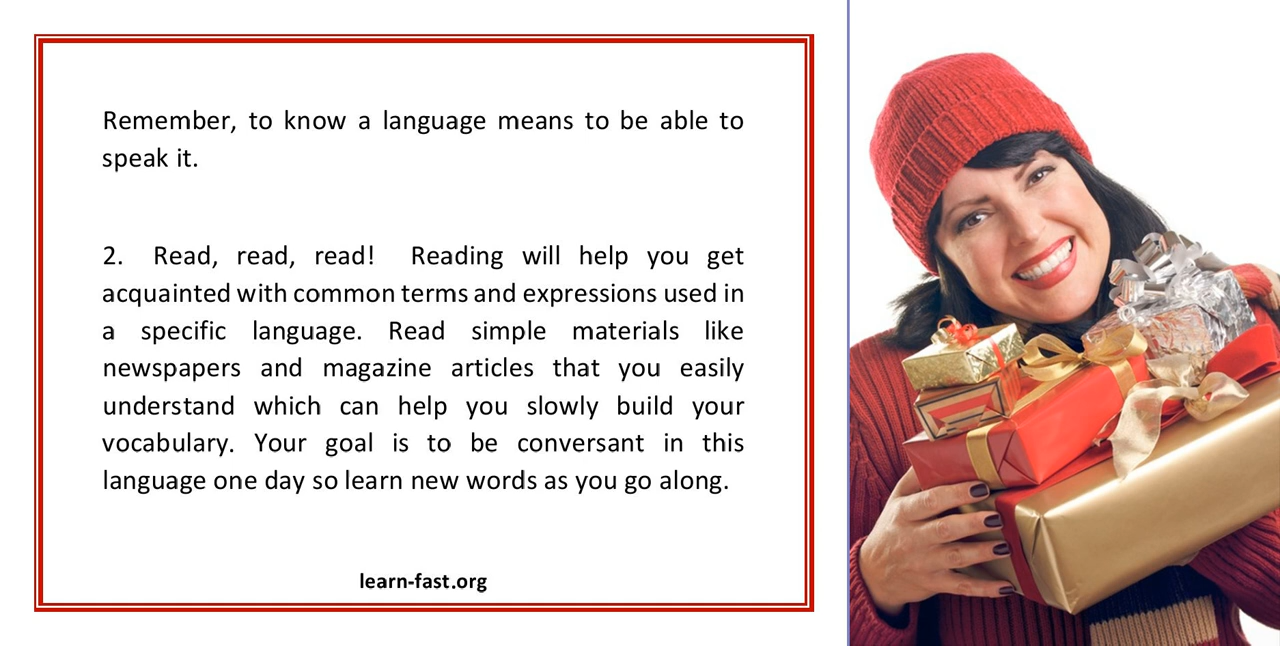 Remember, to know a language means to be able to
speak it.
2. Read, read, read! Reading will help you get
acquainted with common terms and expressions used in
a specific language. Read simple materials like
newspapers and magazine articles that you easily
understand which can help you slowly build your
vocabulary. Your goal is to be conversant in this
language one day so learn new words as you go along.
learn-fast.org